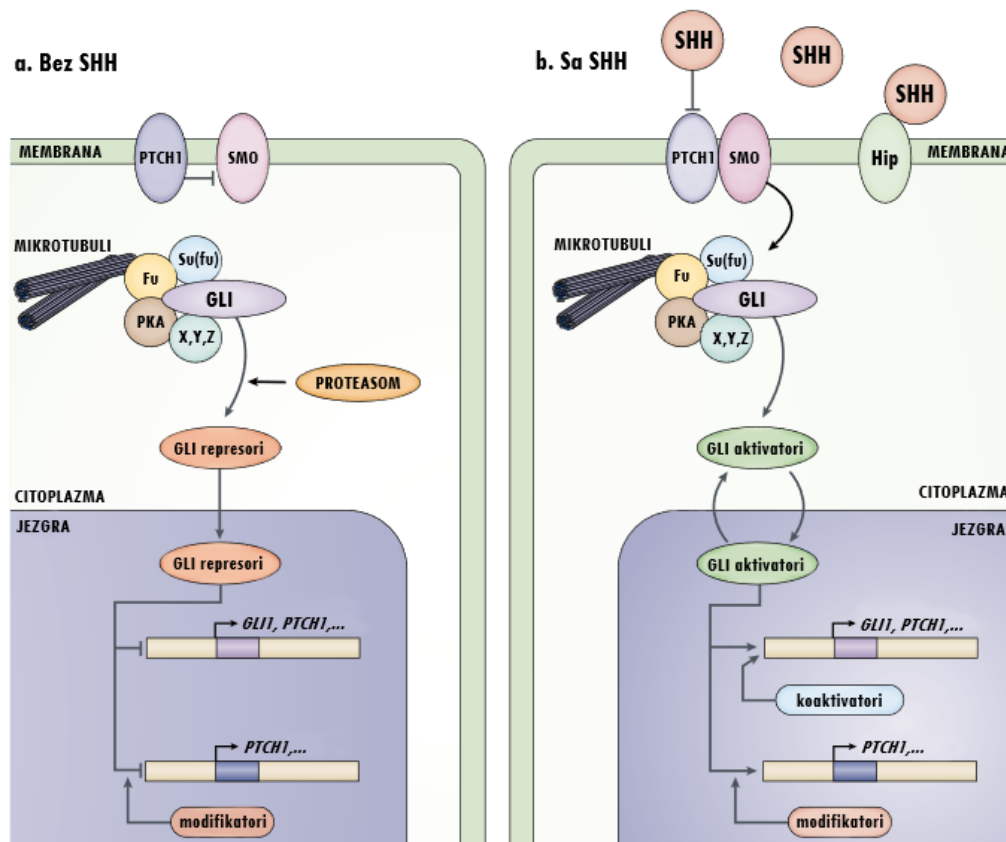 a. Bez SHH
MEMBRANA
PTCH1
SMO
MIKROTUBULI
Su(fu)
Fu
GLI
PKA
X,Y,Z
PROTEASOM
GLI represori
CITOPLAZMA
JEZGRA
GLI represori
GLI1, PTCH1,...
PTCH1,...
modifikatori
b. Sa SHH
SHH
SHH
SHH
PTCH1
SMO
Hip
MEMBRANA
MIKROTUBULI
Su(fu)
Fu
GLI
PKA
X,Y,Z
GLI aktivatori
CITOPLAZMA
JEZGRA
GLI aktivatori
GLI1, PTCH1,...
koaktivatori
PTCH1,...
modifikatori